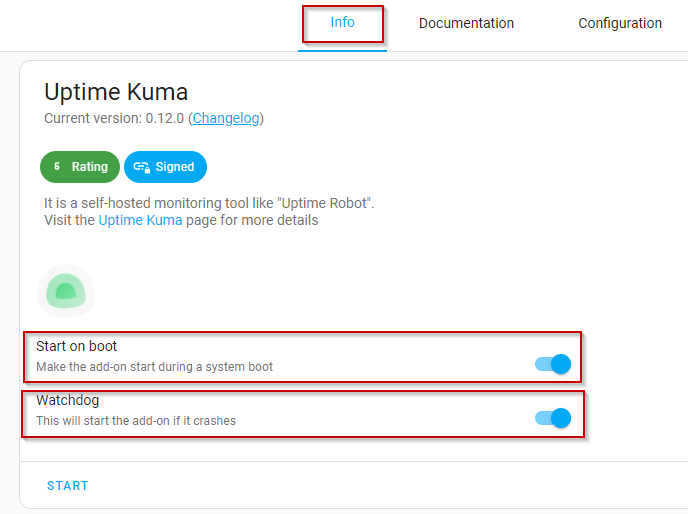 Info
Documentation
Configuration
Uptime Kuma
Current version: 0.12.0 (Changelog)
6 Rating
Signed
It is a self-hosted monitoring tool like "Uptime Robot".
Visit the Uptime Kuma page for more details
Start on boot
Make the add-on start during a system boot
Watchdog
This will start the add-on if it crashes
START